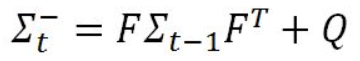 Σ_t^- = FΣ_{t-1}F^T + Q